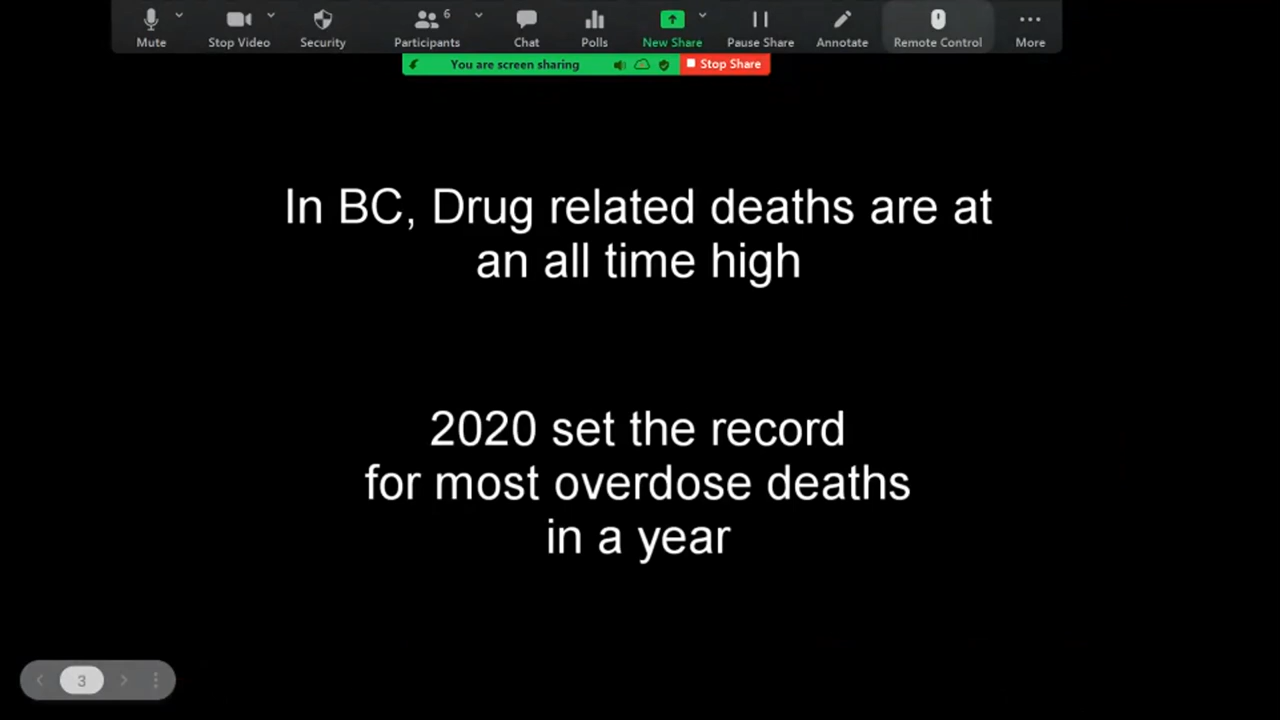 6
Mute
Stop Video
Security
Participants
Chat
Polls
New Share
Pause Share
Annotate
Remote Control
More
You are screen sharing
Stop Share
In BC, Drug related deaths are at
an all time high
2020 set the record
for most overdose deaths
in a year
3